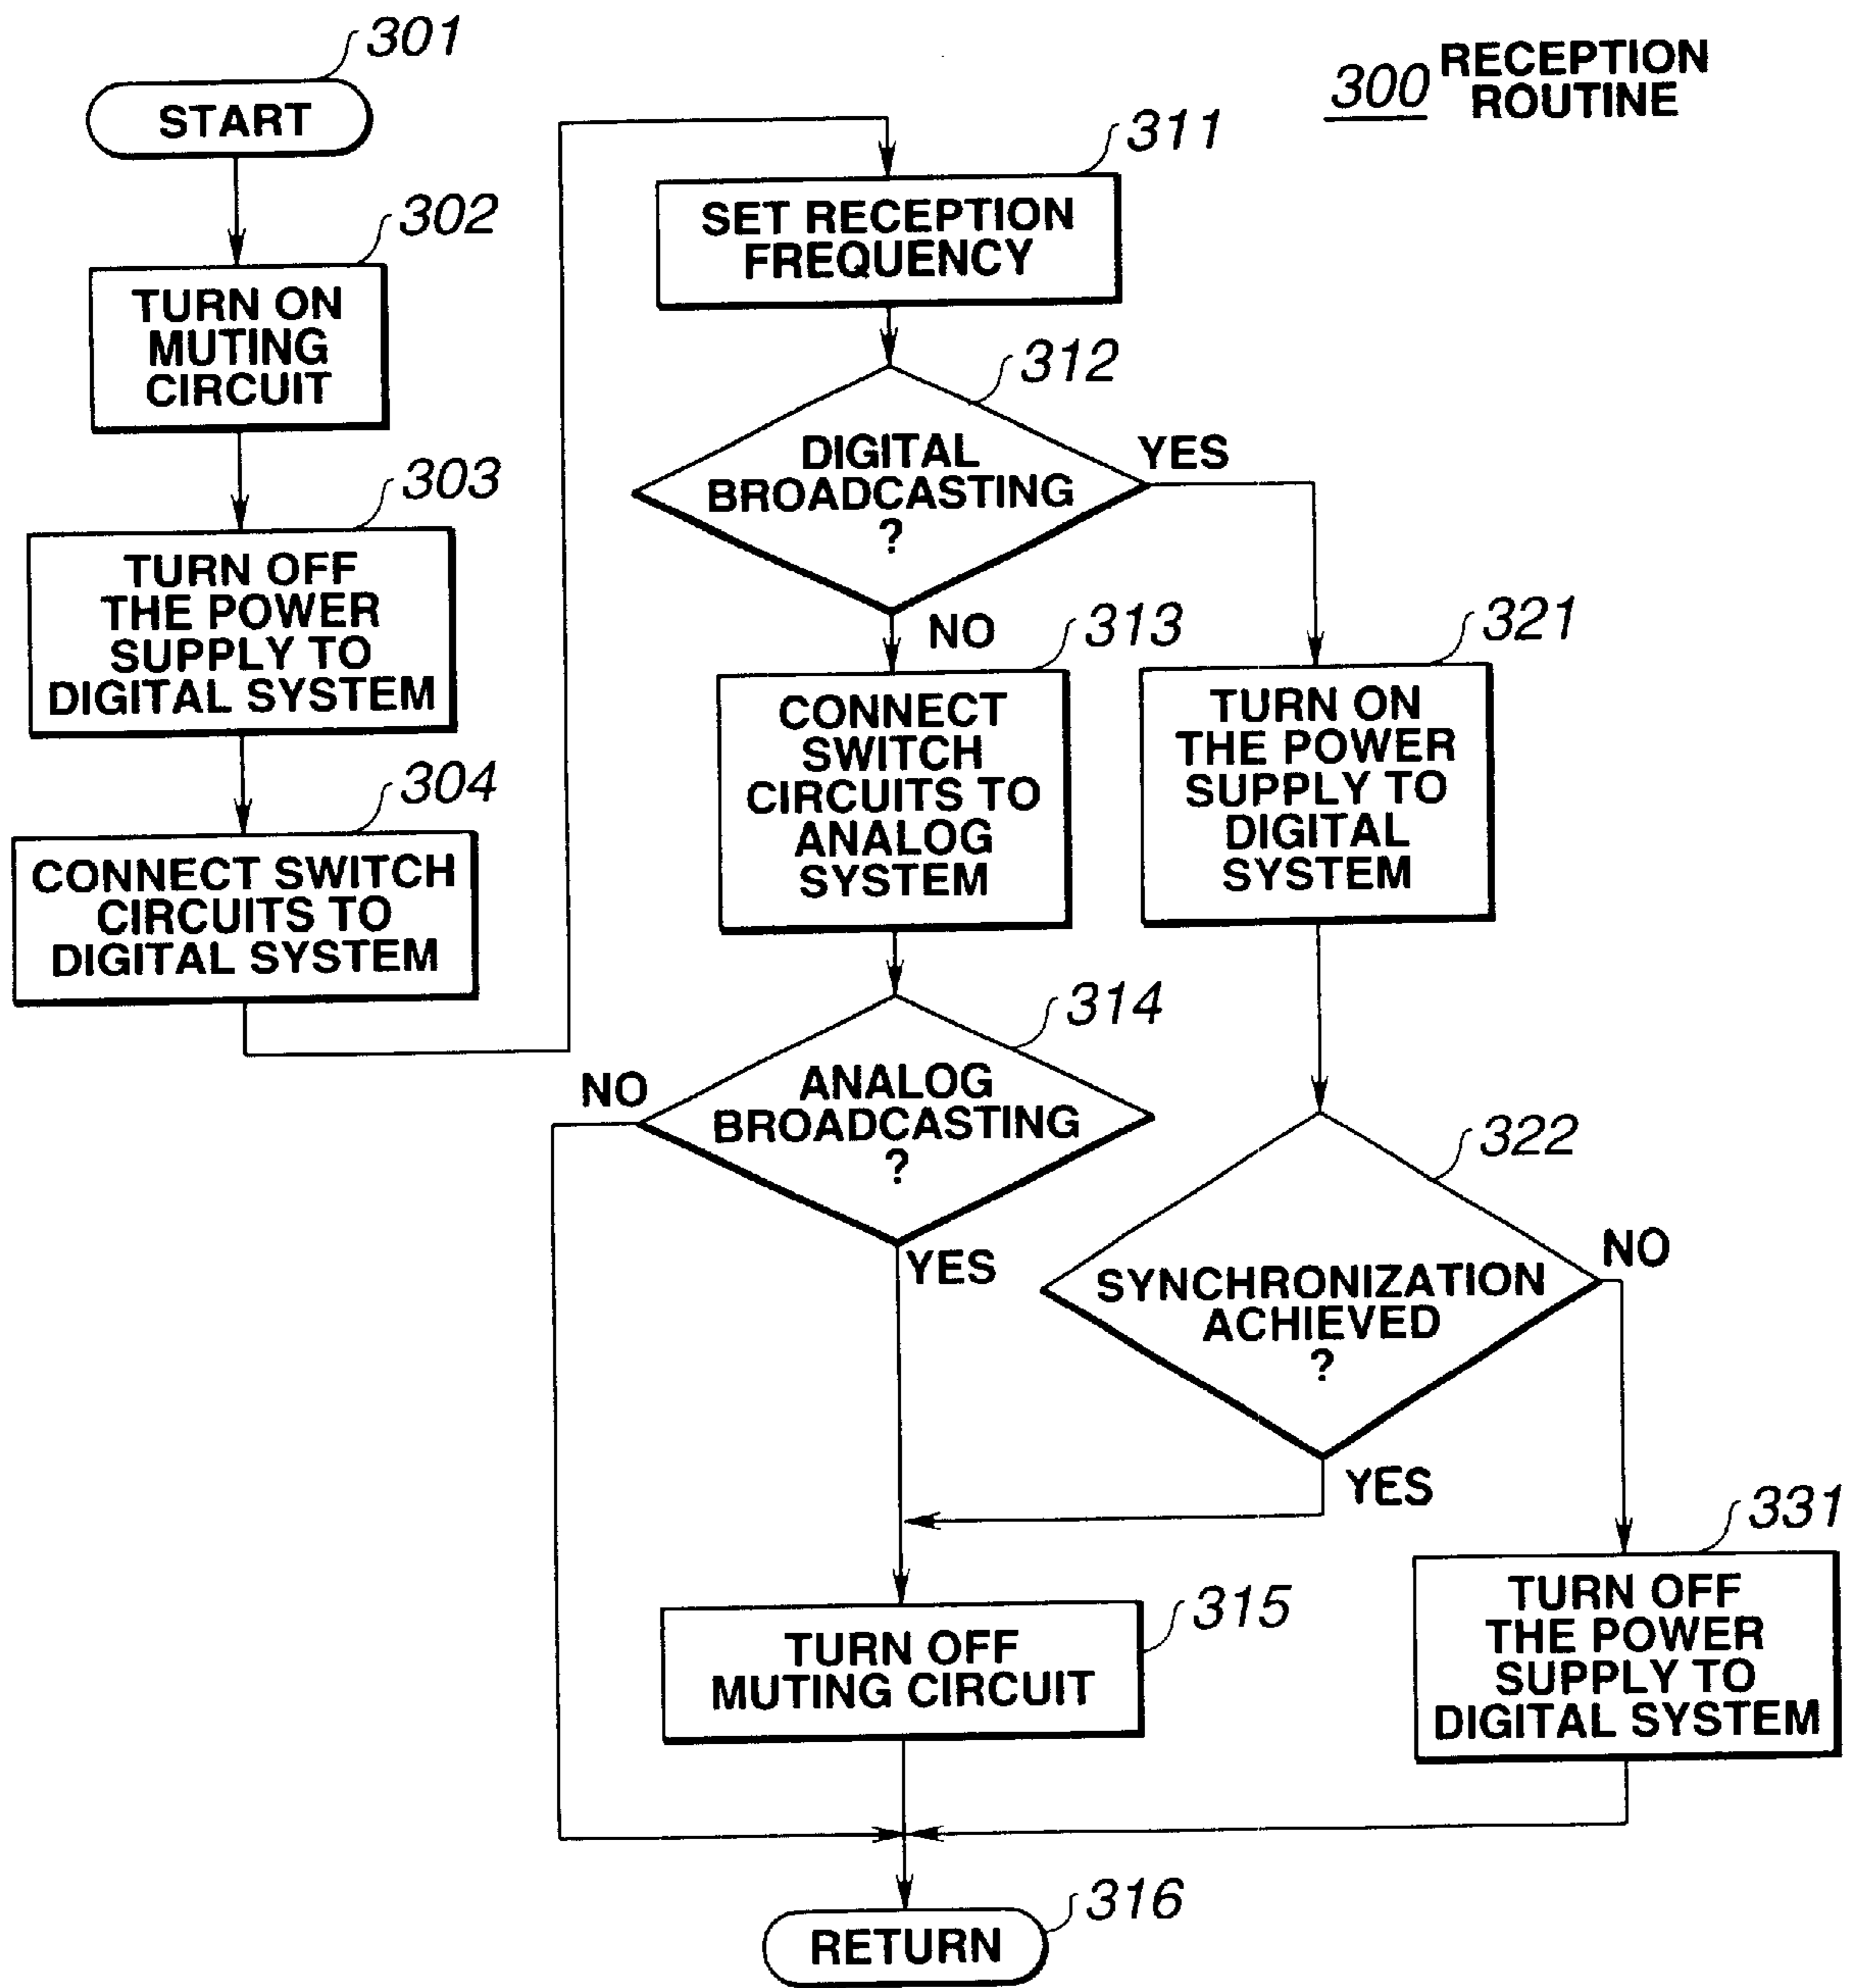 300 RECEPTION
ROUTINE
301
START
302
TURN ON
MUTING
CIRCUIT
303
TURN OFF
THE POWER
SUPPLY TO
DIGITAL SYSTEM
304
CONNECT SWITCH
CIRCUITS TO
DIGITAL SYSTEM
311
SET RECEPTION
FREQUENCY
312
DIGITAL
BROADCASTING
?
YES
NO
313
CONNECT
SWITCH
CIRCUITS TO
ANALOG
SYSTEM
321
TURN ON
THE POWER
SUPPLY TO
DIGITAL
SYSTEM
314
ANALOG
BROADCASTING
?
NO
YES
322
SYNCHRONIZATION
ACHIEVED
?
NO
YES
315
TURN OFF
MUTING CIRCUIT
331
TURN OFF
THE POWER
SUPPLY TO
DIGITAL SYSTEM
316
RETURN